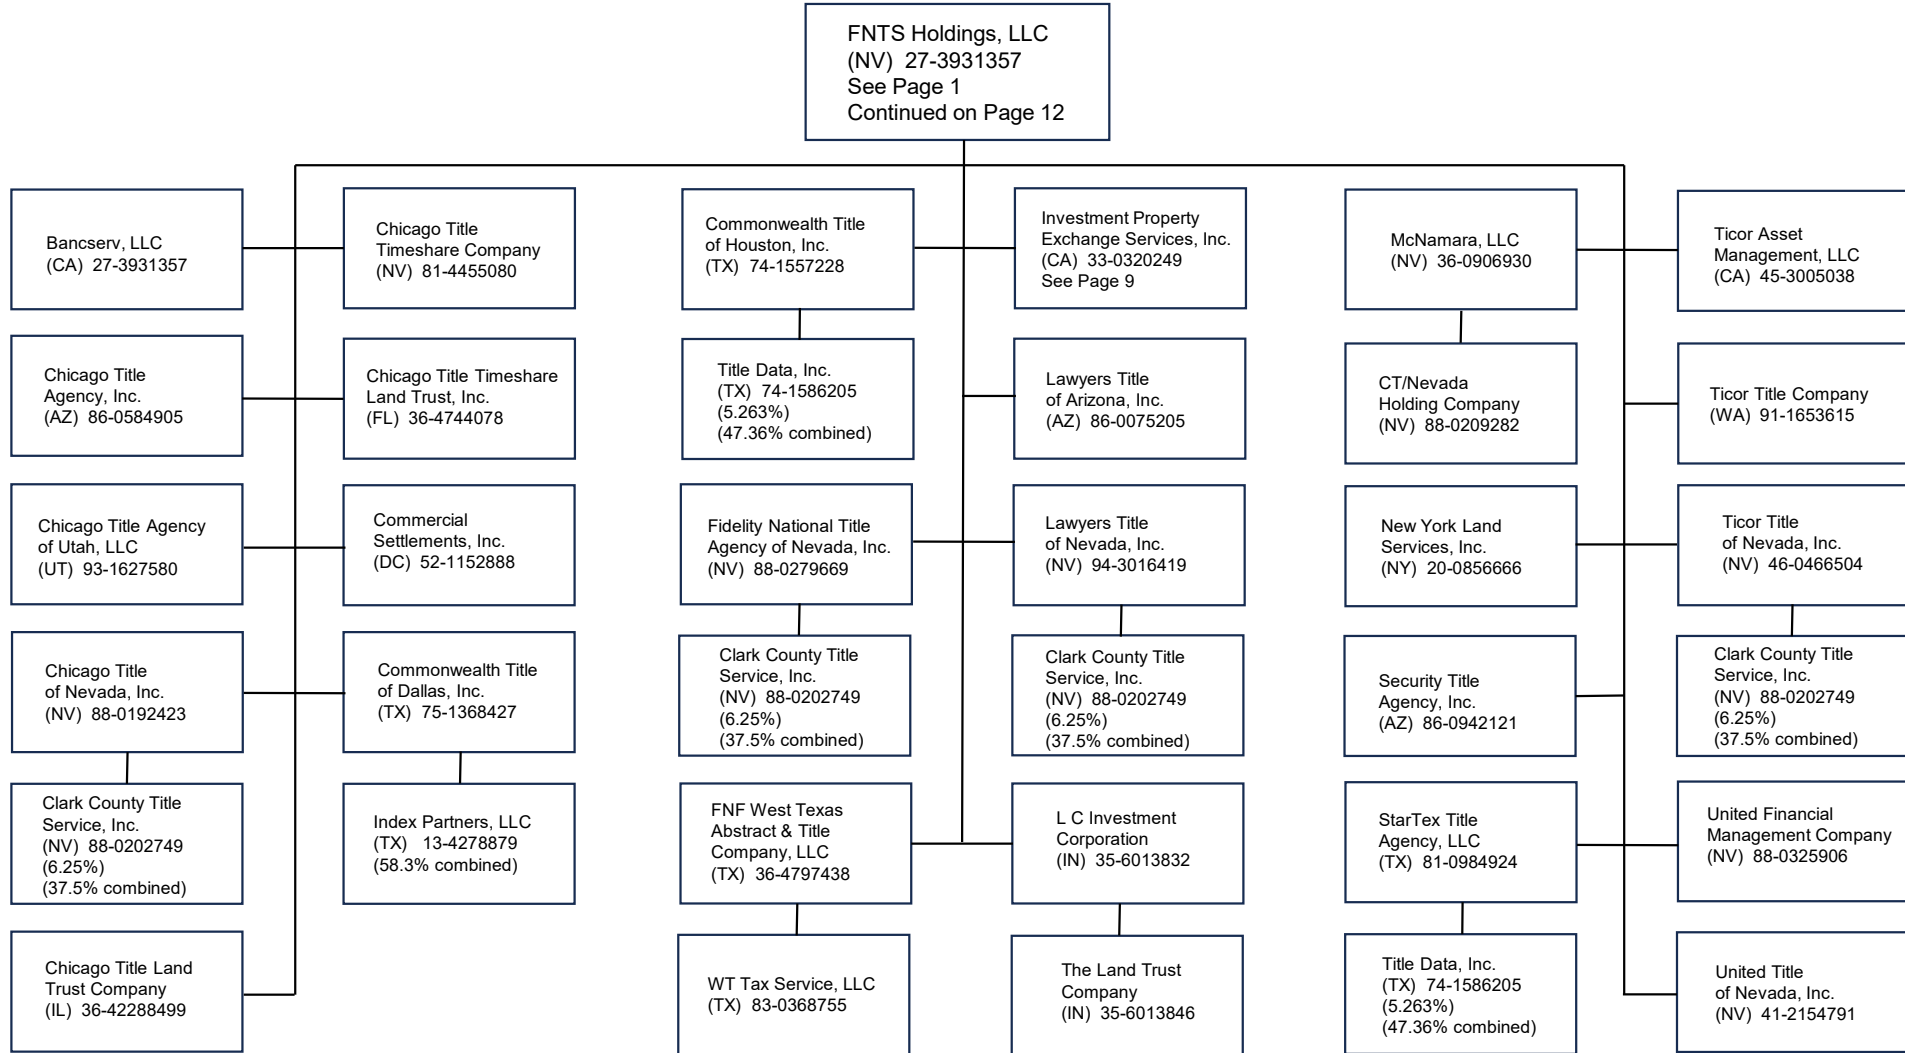 FNTS Holdings, LLC
(NV) 27-3931357
See Page 1
Continued on Page 12
Bancserv, LLC
(CA) 27-3931357
Chicago Title
Timeshare Company
(NV) 81-4455080
Commonwealth Title
of Houston, Inc.
(TX) 74-1557228
Investment Property
Exchange Services, Inc.
(CA) 33-0320249
See Page 9
McNamara, LLC
(NV) 36-0906930
Ticor Asset
Management, LLC
(CA) 45-3005038
Chicago Title
Agency, Inc.
(AZ) 86-0584905
Chicago Title Timeshare
Land Trust, Inc.
(FL) 36-4744078
Title Data, Inc.
(TX) 74-1586205
(5.263%)
(47.36% combined)
Lawyers Title
of Arizona, Inc.
(AZ) 86-0075205
CT/Nevada
Holding Company
(NV) 88-0209282
Ticor Title Company
(WA) 91-1653615
Chicago Title Agency
of Utah, LLC
(UT) 93-1627580
Commercial
Settlements, Inc.
(DC) 52-1152888
Fidelity National Title
Agency of Nevada, Inc.
(NV) 88-0279669
Lawyers Title
of Nevada, Inc.
(NV) 94-3016419
New York Land
Services, Inc.
(NY) 20-0856666
Ticor Title
of Nevada, Inc.
(NV) 46-0466504
Chicago Title
of Nevada, Inc.
(NV) 88-0192423
Commonwealth Title
of Dallas, Inc.
(TX) 75-1368427
Clark County Title
Service, Inc.
(NV) 88-0202749
(6.25%)
(37.5% combined)
Clark County Title
Service, Inc.
(NV) 88-0202749
(6.25%)
(37.5% combined)
Security Title
Agency, Inc.
(AZ) 86-0942121
Clark County Title
Service, Inc.
(NV) 88-0202749
(6.25%)
(37.5% combined)
Clark County Title
Service, Inc.
(NV) 88-0202749
(6.25%)
(37.5% combined)
Index Partners, LLC
(TX) 13-4278879
(58.3% combined)
FNF West Texas
Abstract & Title
Company, LLC
(TX) 36-4797438
L C Investment
Corporation
(IN) 35-6013832
StarTex Title
Agency, LLC
(TX) 81-0984924
United Financial
Management Company
(NV) 88-0325906
Chicago Title Land
Trust Company
(IL) 36-42288499
WT Tax Service, LLC
(TX) 83-0368755
The Land Trust
Company
(IN) 35-6013846
Title Data, Inc.
(TX) 74-1586205
(5.263%)
(47.36% combined)
United Title
of Nevada, Inc.
(NV) 41-2154791